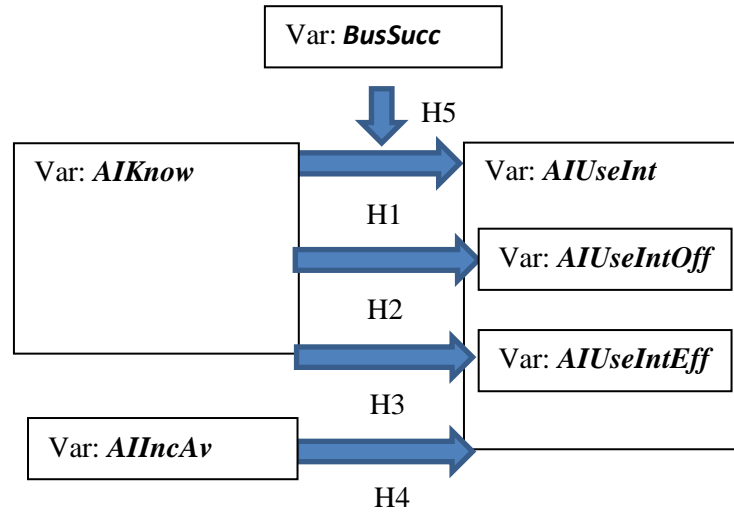 Var: BusSucc
H5
Var: AIKnow
Var: AIUseInt
H1
Var: AIUseIntOff
H2
Var: AIUseIntEff
H3
Var: AIIncAv
H4